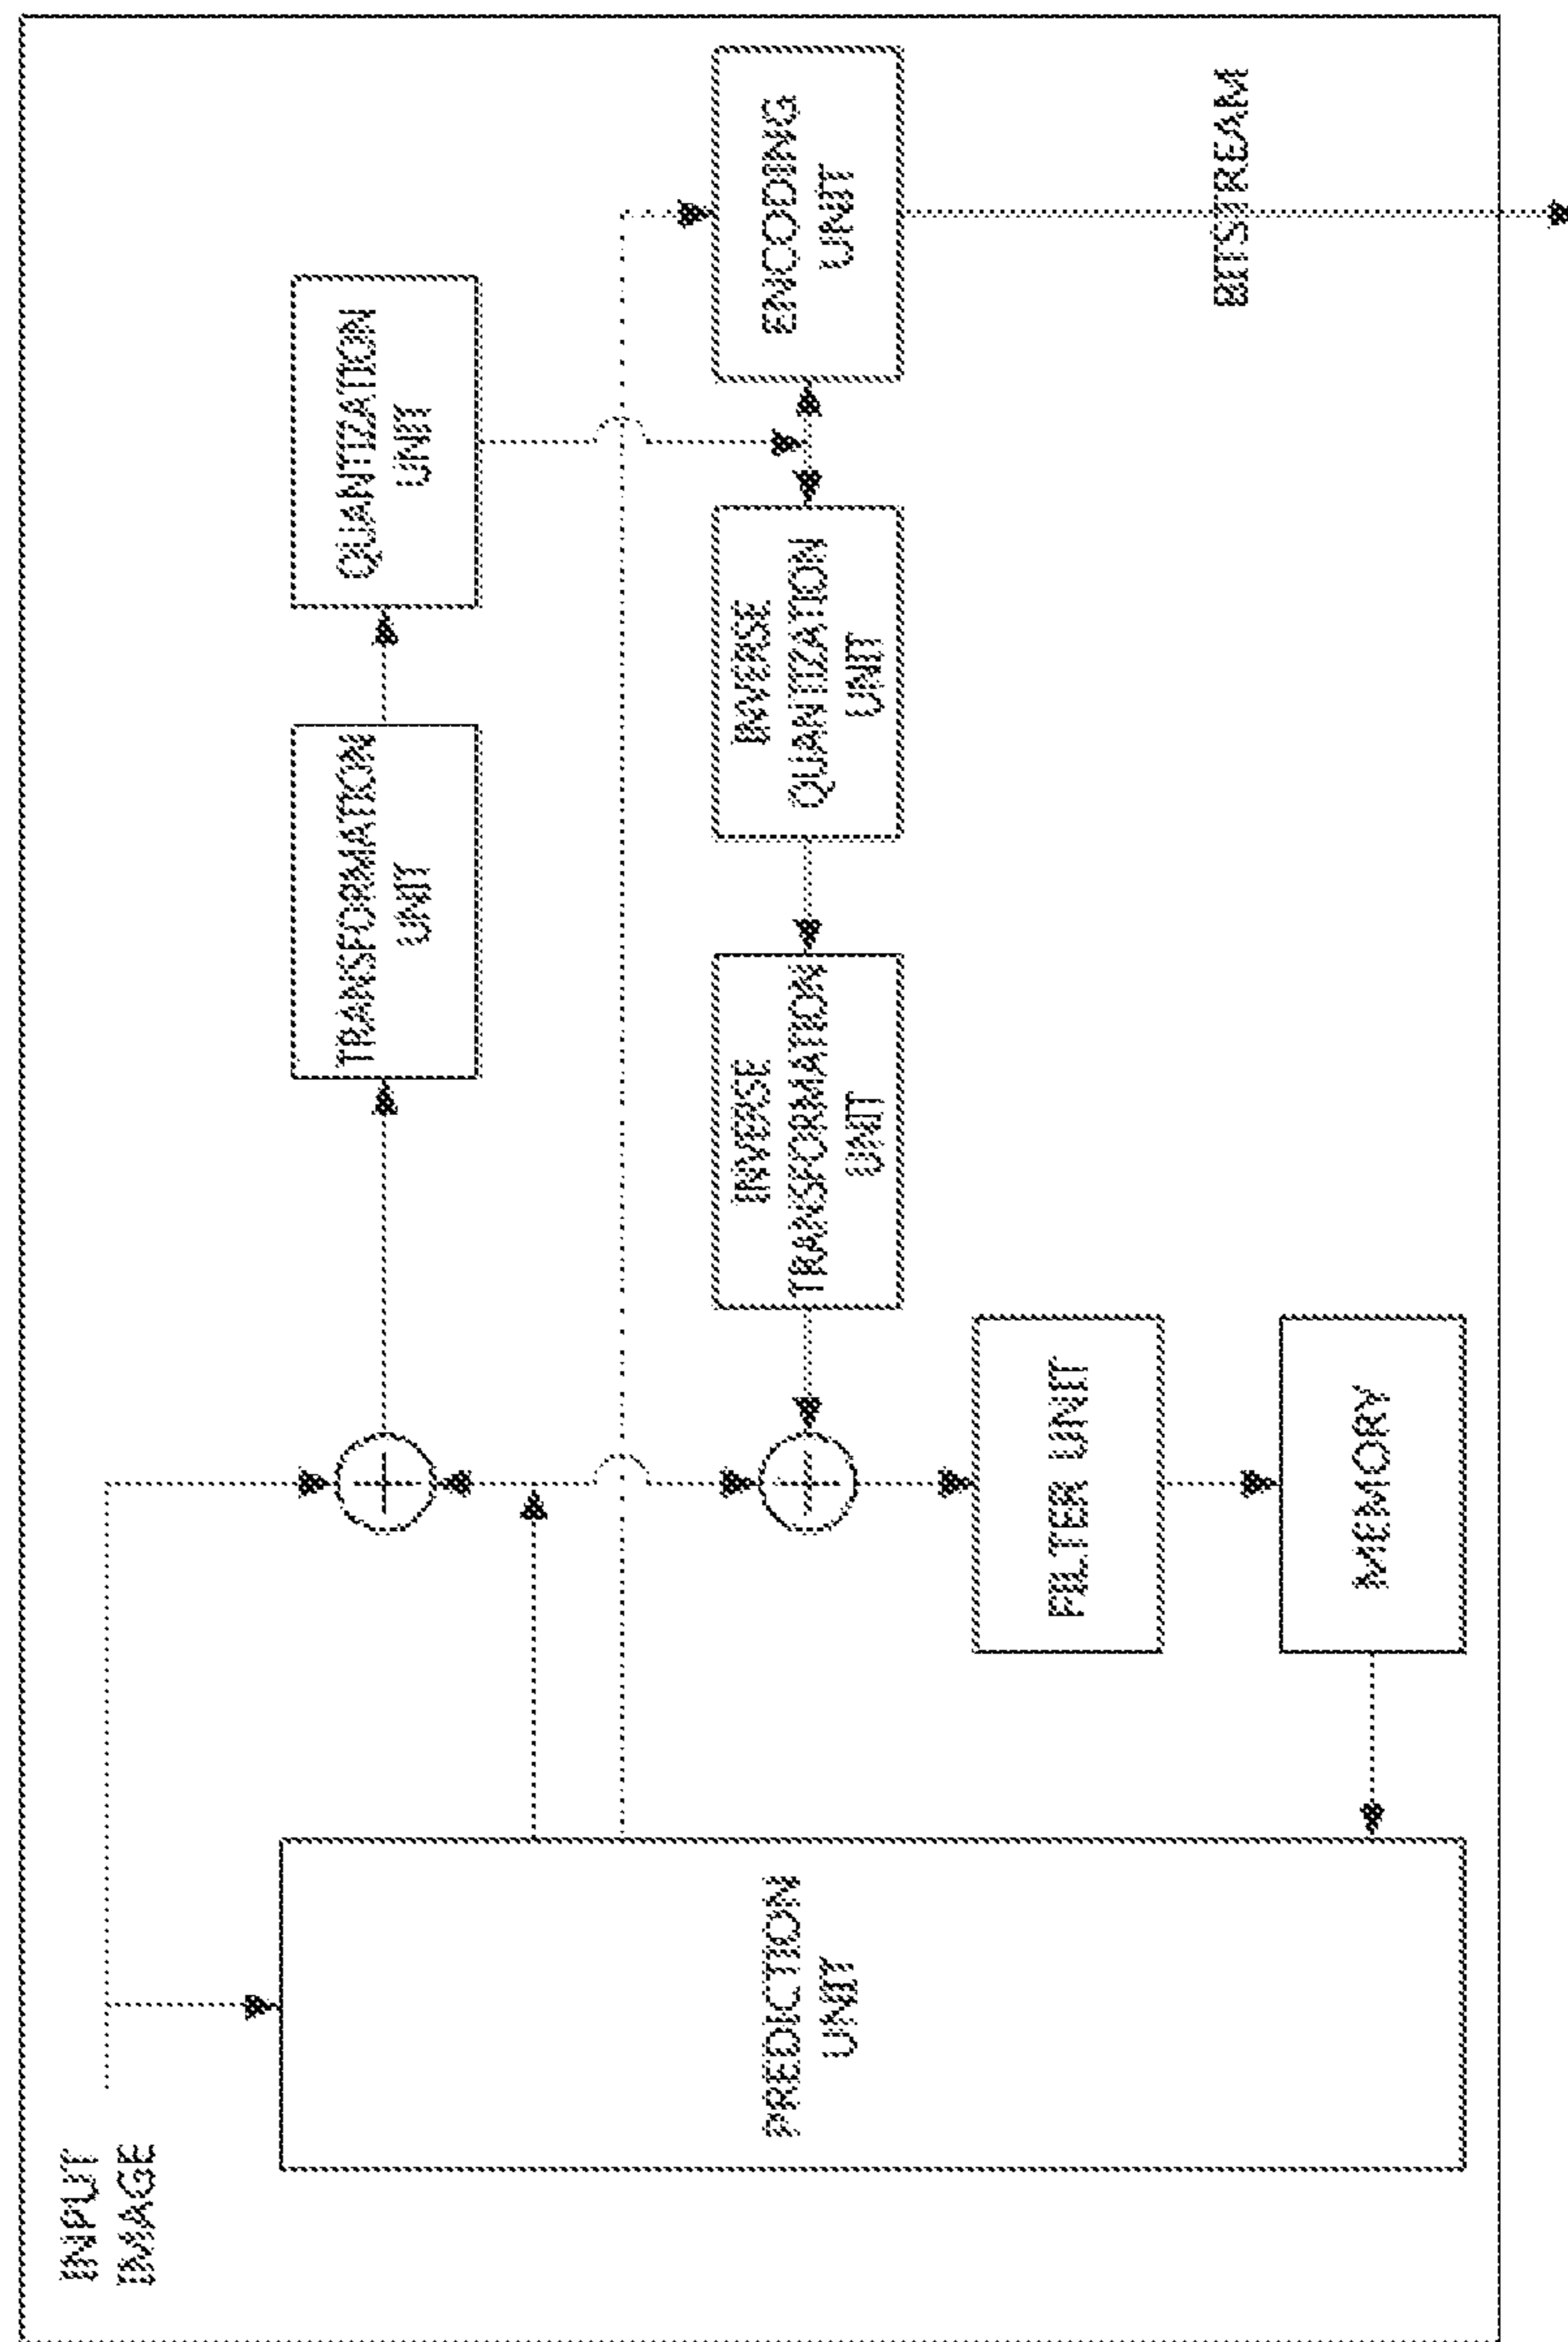 INPUT
IMAGE
PREDICTION
UNIT
TRANSFORMATION
UNIT
QUANTIZATION
UNIT
INVERSE
TRANSFORMATION
UNIT
INVERSE
QUANTIZATION
UNIT
ENCODING
UNIT
FILTER UNIT
MEMORY
BITSTREAM